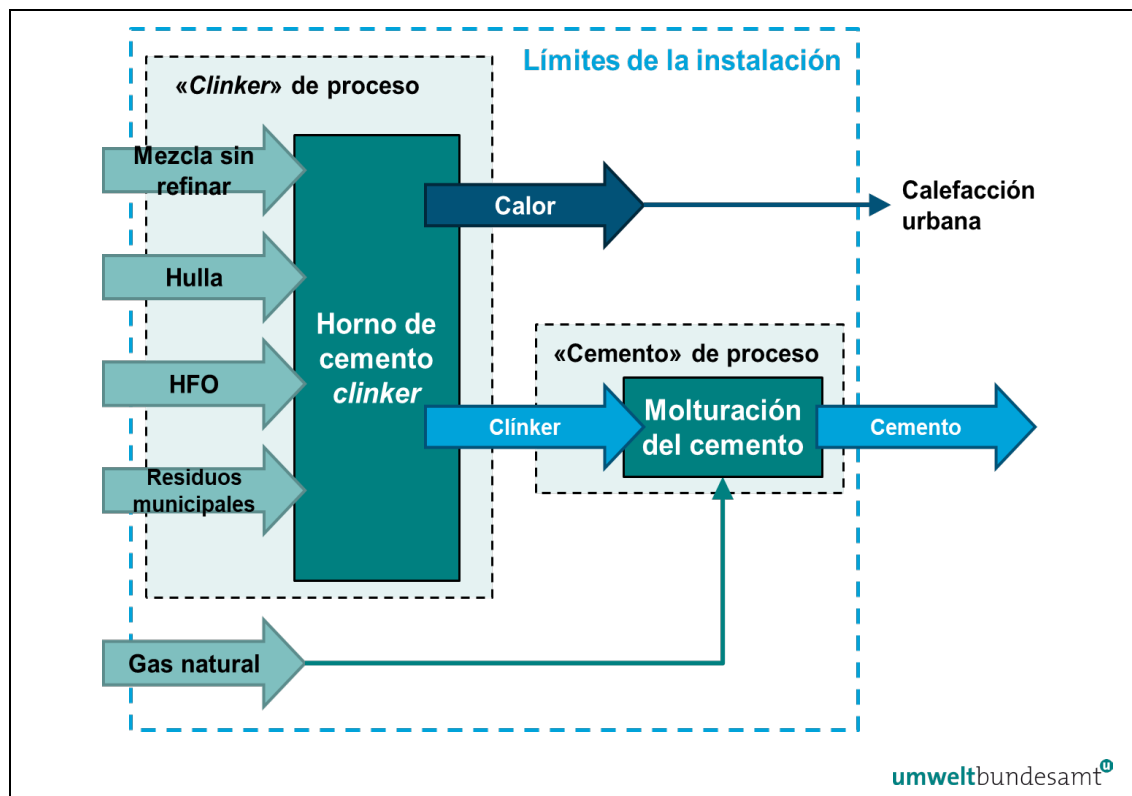 Límites de la instalación
«Clinker» de proceso
Mezcla sin
refinar
Hulla
HFO
Residuos
municipales
Horno de
cemento
clinker
Calor
Calefacción
urbana
«Cemento» de proceso
Clínker
Molturación
del cemento
Cemento
Gas natural
umweltbundesamt u